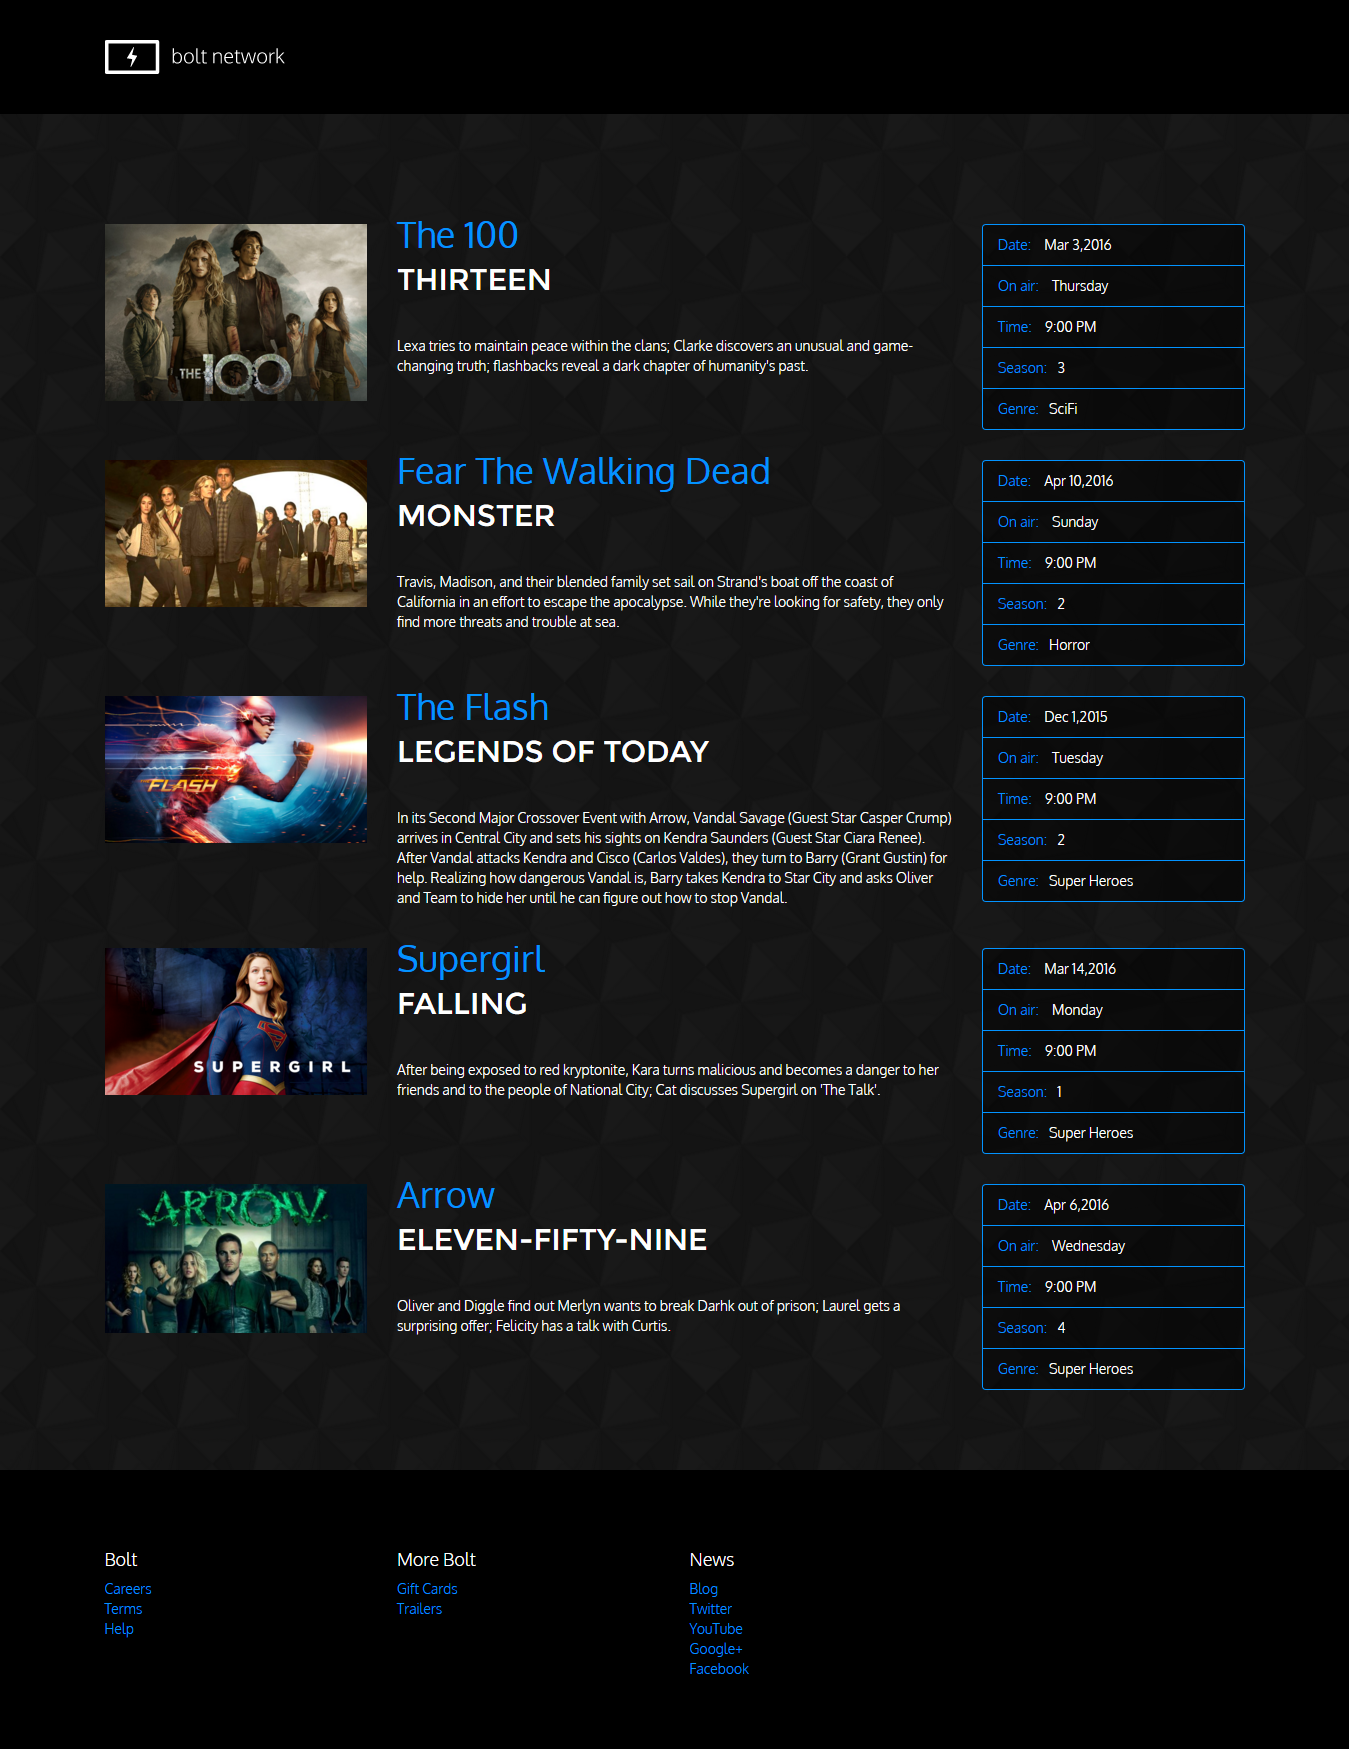 bolt network
THE 100
The 100
THIRTEEN
Lexa tries to maintain peace within the clans; Clarke discovers an unusual and game-
changing truth; flashbacks reveal a dark chapter of humanity's past.
Date: Mar 3,2016
On air: Thursday
Time: 9:00 PM
Season: 3
Genre: SciFi
Fear The Walking Dead
MONSTER
Travis, Madison, and their blended family set sail on Strand's boat off the coast of
California in an effort to escape the apocalypse. While they're looking for safety, they only
find more threats and trouble at sea.
Date: Apr 10,2016
On air: Sunday
Time: 9:00 PM
Season: 2
Genre: Horror
FLASH
The Flash
LEGENDS OF TODAY
In its Second Major Crossover Event with Arrow, Vandal Savage (Guest Star Casper Crump)
arrives in Central City and sets his sights on Kendra Saunders (Guest Star Ciara Renee).
After Vandal attacks Kendra and Cisco (Carlos Valdes), they turn to Barry (Grant Gustin) for
help. Realizing how dangerous Vandal is, Barry takes Kendra to Star City and asks Oliver
and Team to hide her until he can figure out how to stop Vandal.
Date: Dec 1,2015
On air: Tuesday
Time: 9:00 PM
Season: 2
Genre: Super Heroes
SUPERGIRL
Supergirl
FALLING
After being exposed to red kryptonite, Kara turns malicious and becomes a danger to her
friends and to the people of National City; Cat discusses Supergirl on 'The Talk'.
Date: Mar 14,2016
On air: Monday
Time: 9:00 PM
Season: 1
Genre: Super Heroes
ARROW
Arrow
ELEVEN-FIFTY-NINE
Oliver and Diggle find out Merlyn wants to break Darhk out of prison; Laurel gets a
surprising offer; Felicity has a talk with Curtis.
Date: Apr 6,2016
On air: Wednesday
Time: 9:00 PM
Season: 4
Genre: Super Heroes
Bolt
Careers
Terms
Help
More Bolt
Gift Cards
Trailers
News
Blog
Twitter
YouTube
Google+
Facebook